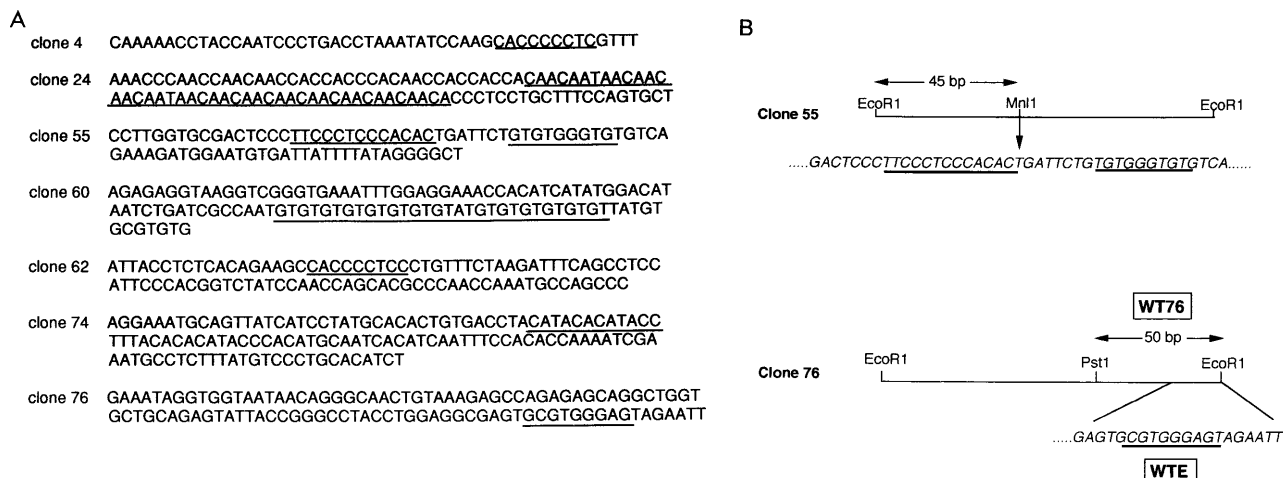 A
clone 4 CAAAAACCTACCAATCCCTGACCTAAATATCCAAGCACCCCCTCGTTT
clone 24 AAACCCAACCAACAACCACCACCCACAACCACCACCACAACAATAACAAC
AACAATAACAACAACAACAACAACAACAACACCCTCCTGCTTTCCAGTGCT
clone 55 CCTTGGTGCGACTCCCTTCCCTCCCACACTGATTCTGTGTGGGTGTGTCA
GAAAGATGGAATGTGATTATTTTATAGGGGCT
clone 60 AGAGAGGTAAGGTCGGGTGAAATTTGGAGGAAACCACATCATATGGACAT
AATCTGATCGCCAATGTGTGTGTGTGTGTGTATGTGTGTGTGTGTTATGT
GCGTGTG
clone 62 ATTACCTCTCACAGAAGCCACCCCTCCCTGTTTCTAAGATTTCAGCCTCC
ATTCCCACGGTCTATCCAACCAGCACGCCCAACCAAATGCCAGCCC
clone 74 AGGAAATGCAGTTATCATCCTATGCACACTGTGACCTACATACACATACC
TTTACACACATACCCACATGCAATCACATCAATTTCCACACCAAAATCGA
AATGCCTCTTTATGTCCCTGCACATCT
clone 76 GAAATAGGTGGTAATAACAGGGCAACTGTAAAGAGCCAGAGAGCAGGCTGGT
GCTGCAGAGTATTACCGGGCCTACCTGGAGGCGAGTGCGTGGGAGTAGAATT
B
45 bp
EcoR1 Mnl1 EcoR1
Clone 55
.....GACTCCCTTCCCTCCCACACTGATTCTGTGTGGGTGTGTCA......
WT76
50 bp
EcoR1 Pst1 EcoR1
Clone 76
.....GAGTGCGTGGGAGTAGAATT
WTE